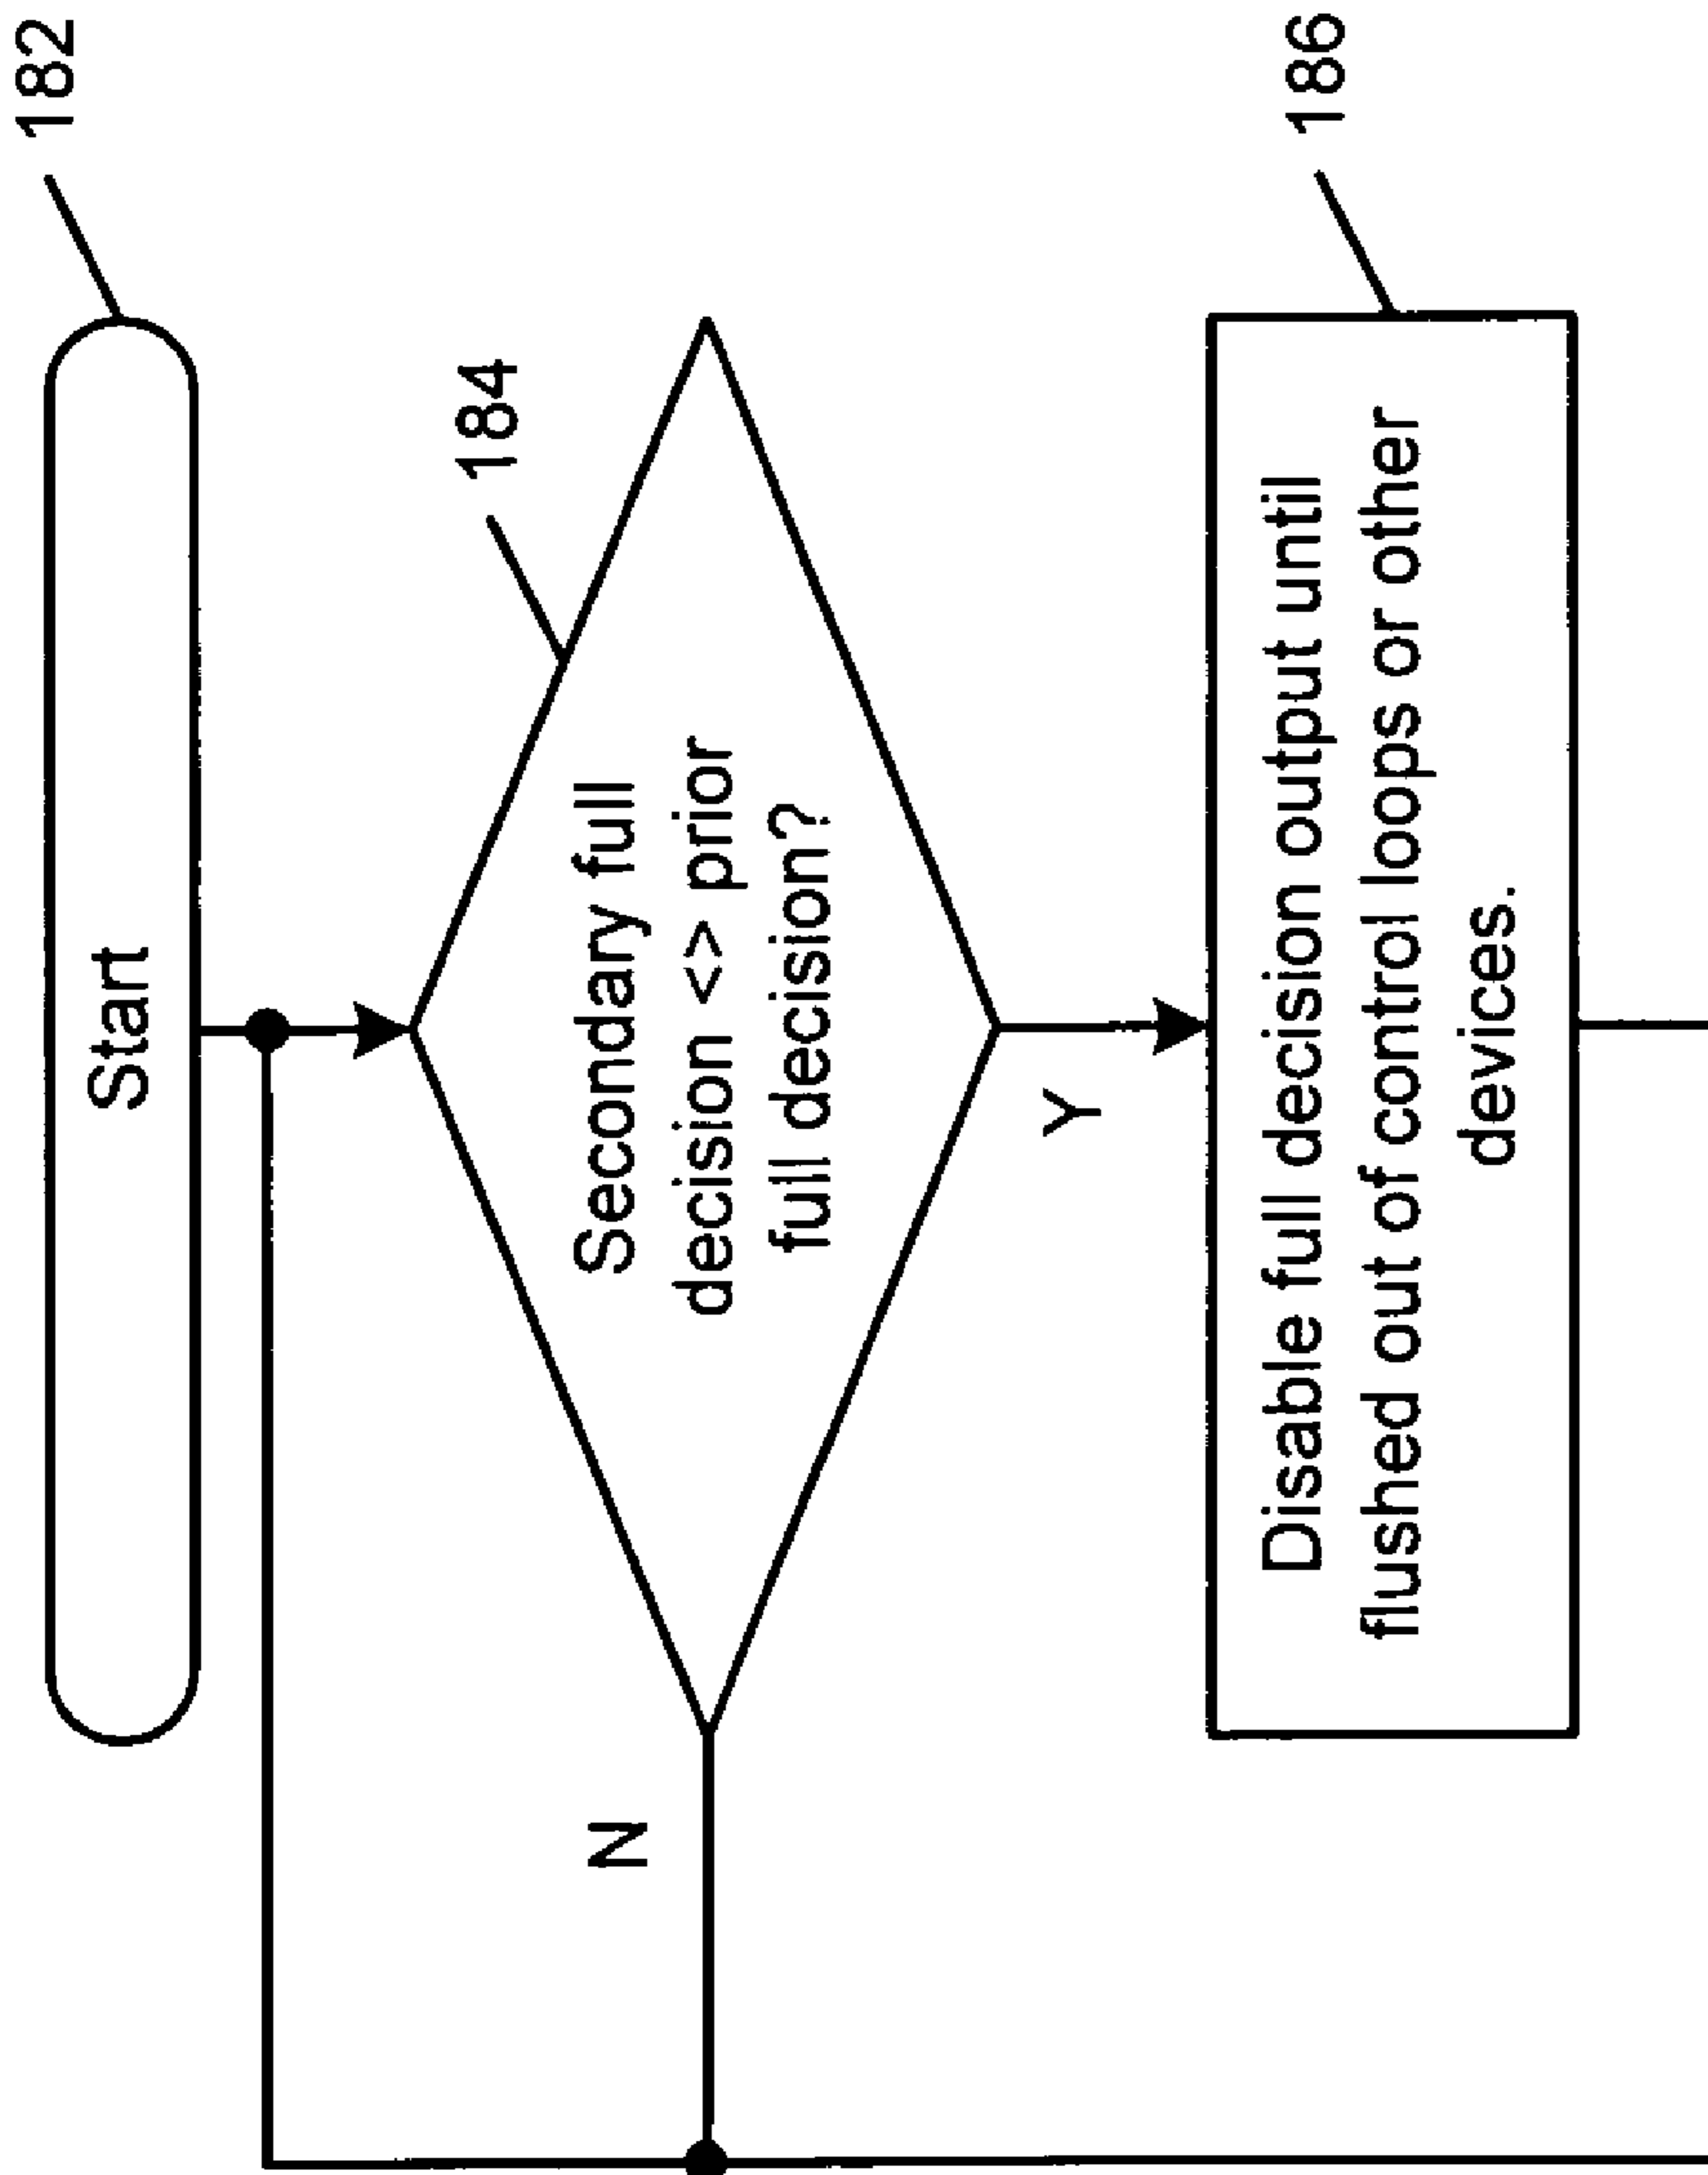 182
Start
184
Secondary full
decision <> prior
full decision?
N
Y
186
Disable full decision output until
flushed out of control loops or other
devices.